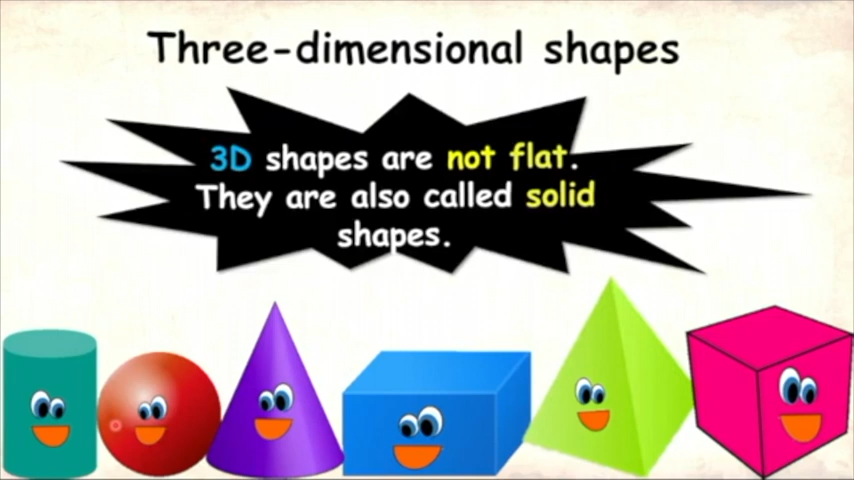 Three-dimensional shapes
3D shapes are not flat.
They are also called solid
shapes.